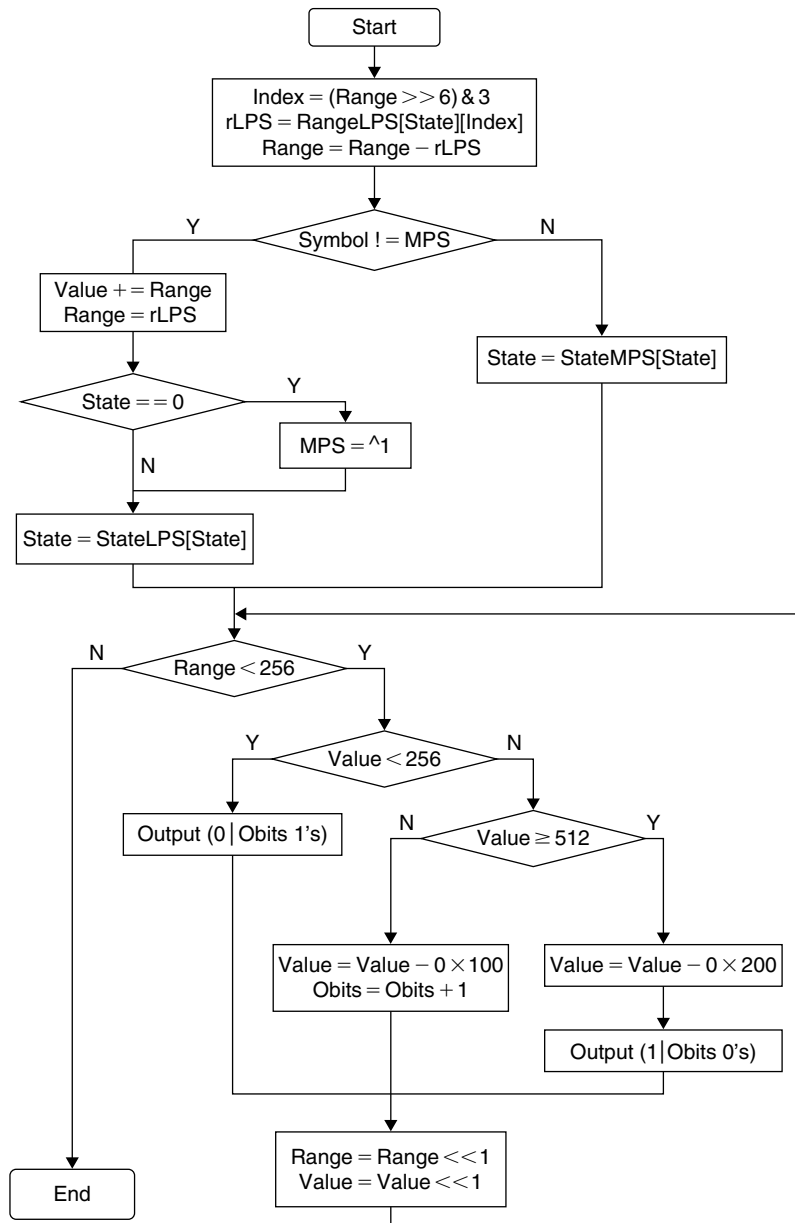 Start
Index = (Range >> 6) & 3
rLPS = RangeLPS[State][Index]
Range = Range − rLPS
Symbol ! = MPS
Y
N
Value += Range
Range = rLPS
State = StateMPS[State]
State == 0
Y
MPS = ^1
N
State = StateLPS[State]
N
Range < 256
Y
Y
Value < 256
N
Output (0|Obits 1's)
N
Value ≥ 512
Y
Value = Value − 0×100
Obits = Obits + 1
Value = Value − 0×200
Output (1|Obits 0's)
Range = Range <<1
Value = Value <<1
End